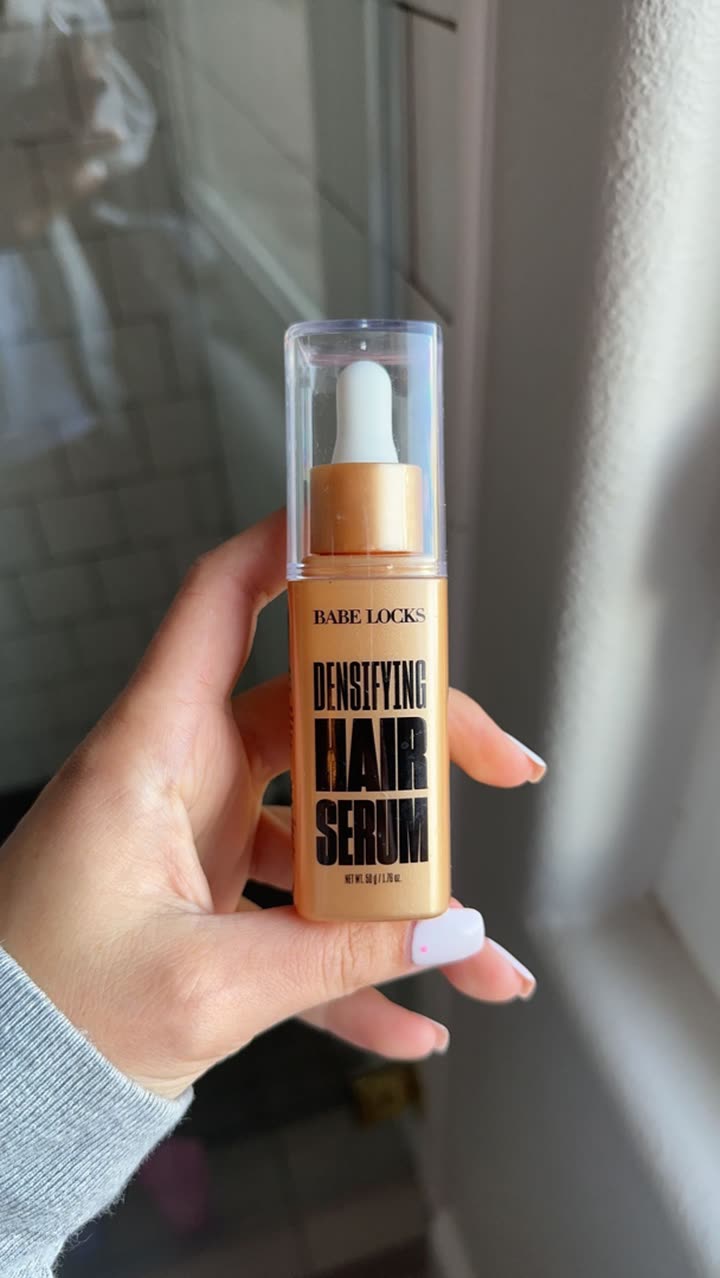 BABE LOCKS
DENSIFYING
HAIR
SERUM
NET WT. 50 g / 1.76 oz.